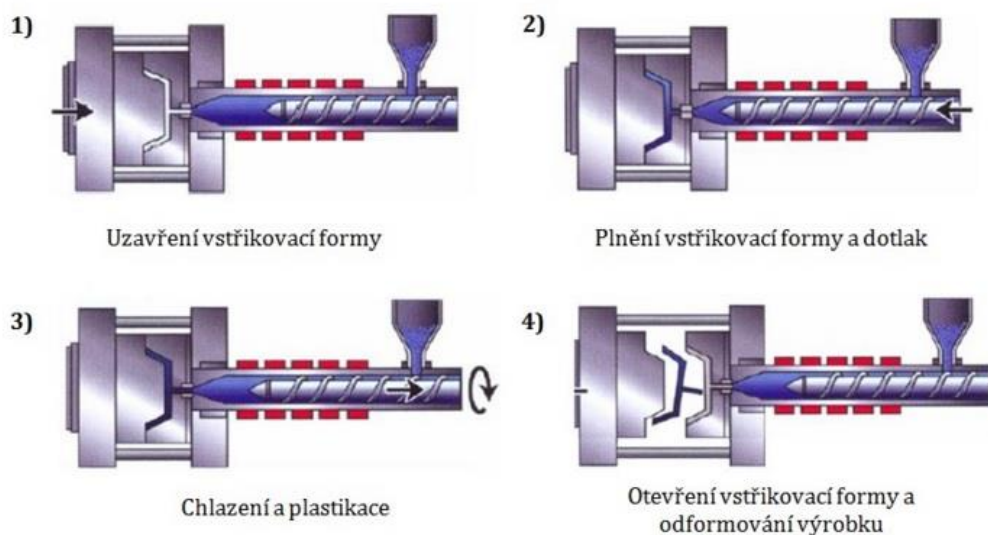 1)
Uzavření vstřikovací formy
2)
Plnění vstřikovací formy a dotlak
3)
Chlazení a plastikace
4)
Otevření vstřikovací formy a
odformování výrobku